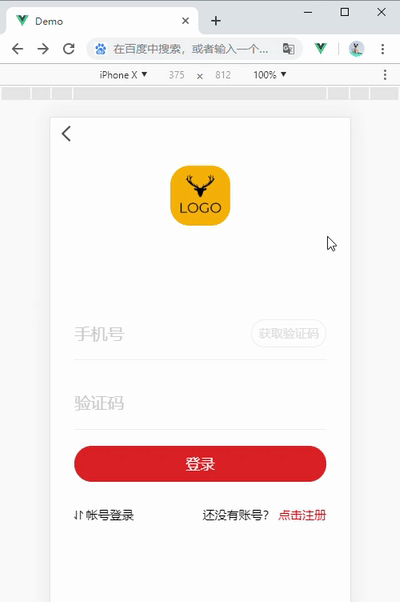 Demo
在百度中搜索，或者输入一个...
iPhone X ▼ 375 × 812 100% ▼
LOGO
手机号 获取验证码
验证码
登录
帐号登录 还没有账号？ 点击注册